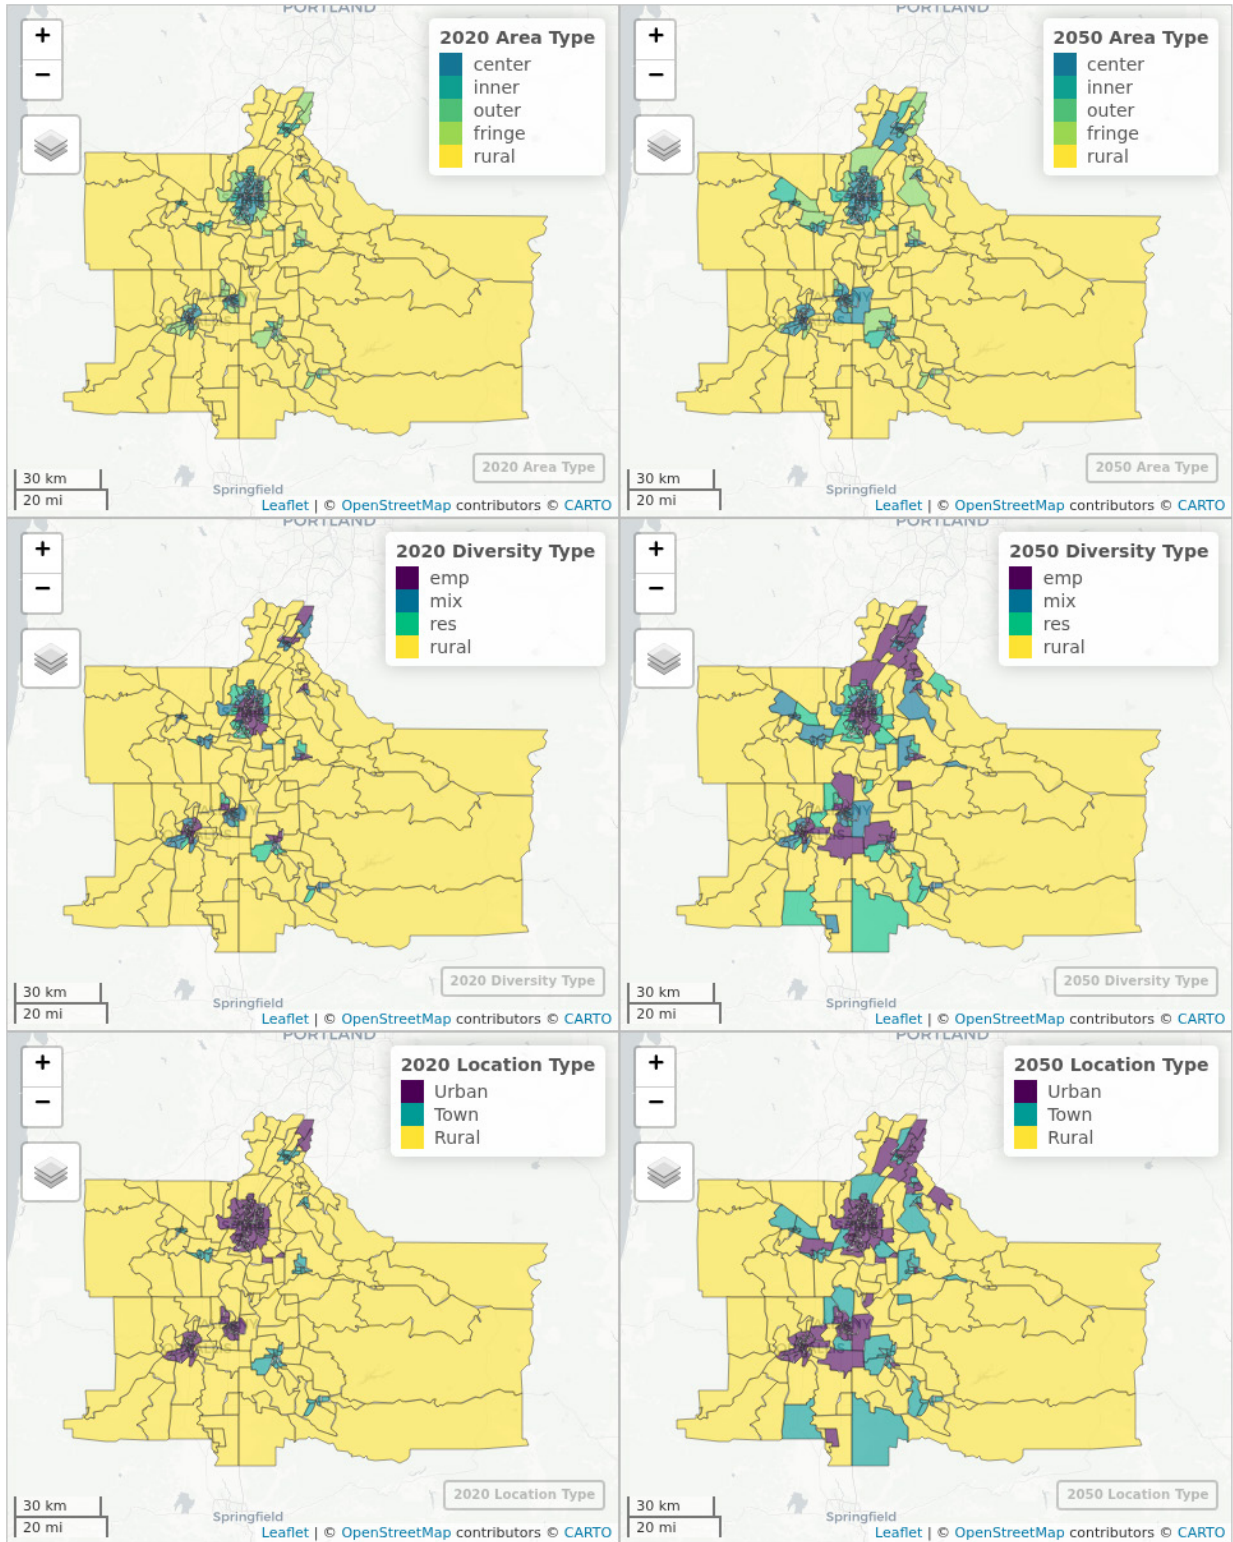 PORTLAND
+
−
2020 Area Type
center
inner
outer
fringe
rural
2020 Area Type
30 km
20 mi
Springfield
Leaflet | © OpenStreetMap contributors © CARTO
PORTLAND
+
−
2050 Area Type
center
inner
outer
fringe
rural
2050 Area Type
30 km
20 mi
Springfield
Leaflet | © OpenStreetMap contributors © CARTO
PORTLAND
+
−
2020 Diversity Type
emp
mix
res
rural
2020 Diversity Type
30 km
20 mi
Springfield
Leaflet | © OpenStreetMap contributors © CARTO
PORTLAND
+
−
2050 Diversity Type
emp
mix
res
rural
2050 Diversity Type
30 km
20 mi
Springfield
Leaflet | © OpenStreetMap contributors © CARTO
PORTLAND
+
−
2020 Location Type
Urban
Town
Rural
2020 Location Type
30 km
20 mi
Springfield
Leaflet | © OpenStreetMap contributors © CARTO
PORTLAND
+
−
2050 Location Type
Urban
Town
Rural
2050 Location Type
30 km
20 mi
Springfield
Leaflet | © OpenStreetMap contributors © CARTO